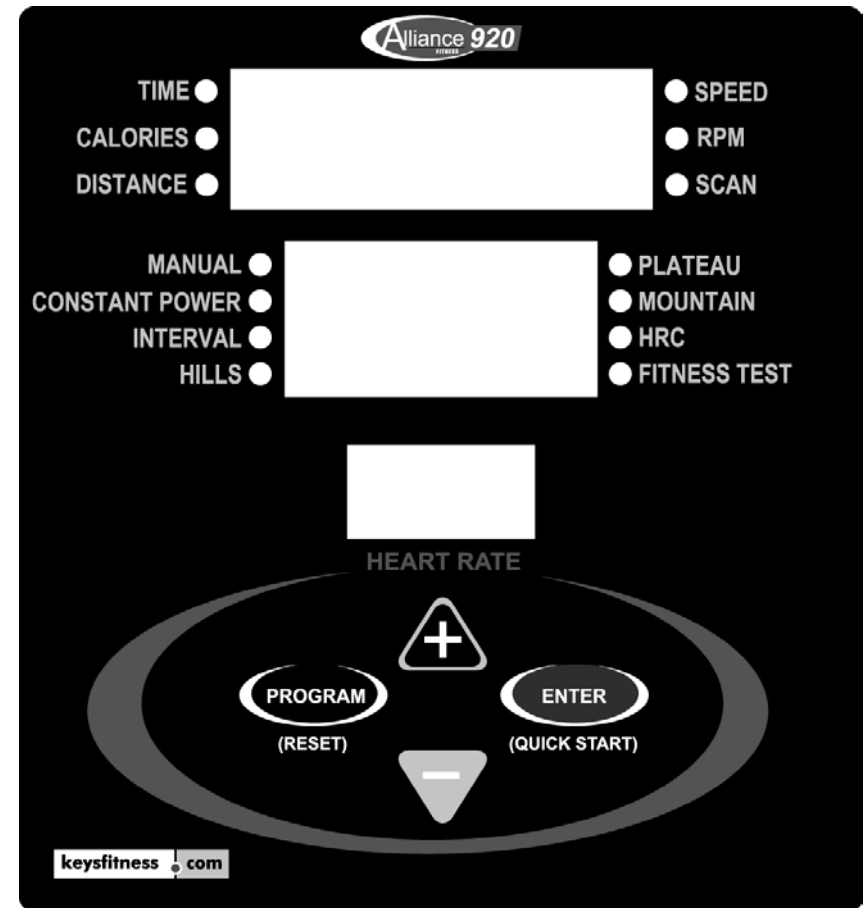 Alliance 920
FITNESS
TIME SPEED
CALORIES RPM
DISTANCE SCAN
MANUAL PLATEAU
CONSTANT POWER MOUNTAIN
INTERVAL HRC
HILLS FITNESS TEST
HEART RATE
+
PROGRAM ENTER
(RESET) (QUICK START)
−
keysfitness.com